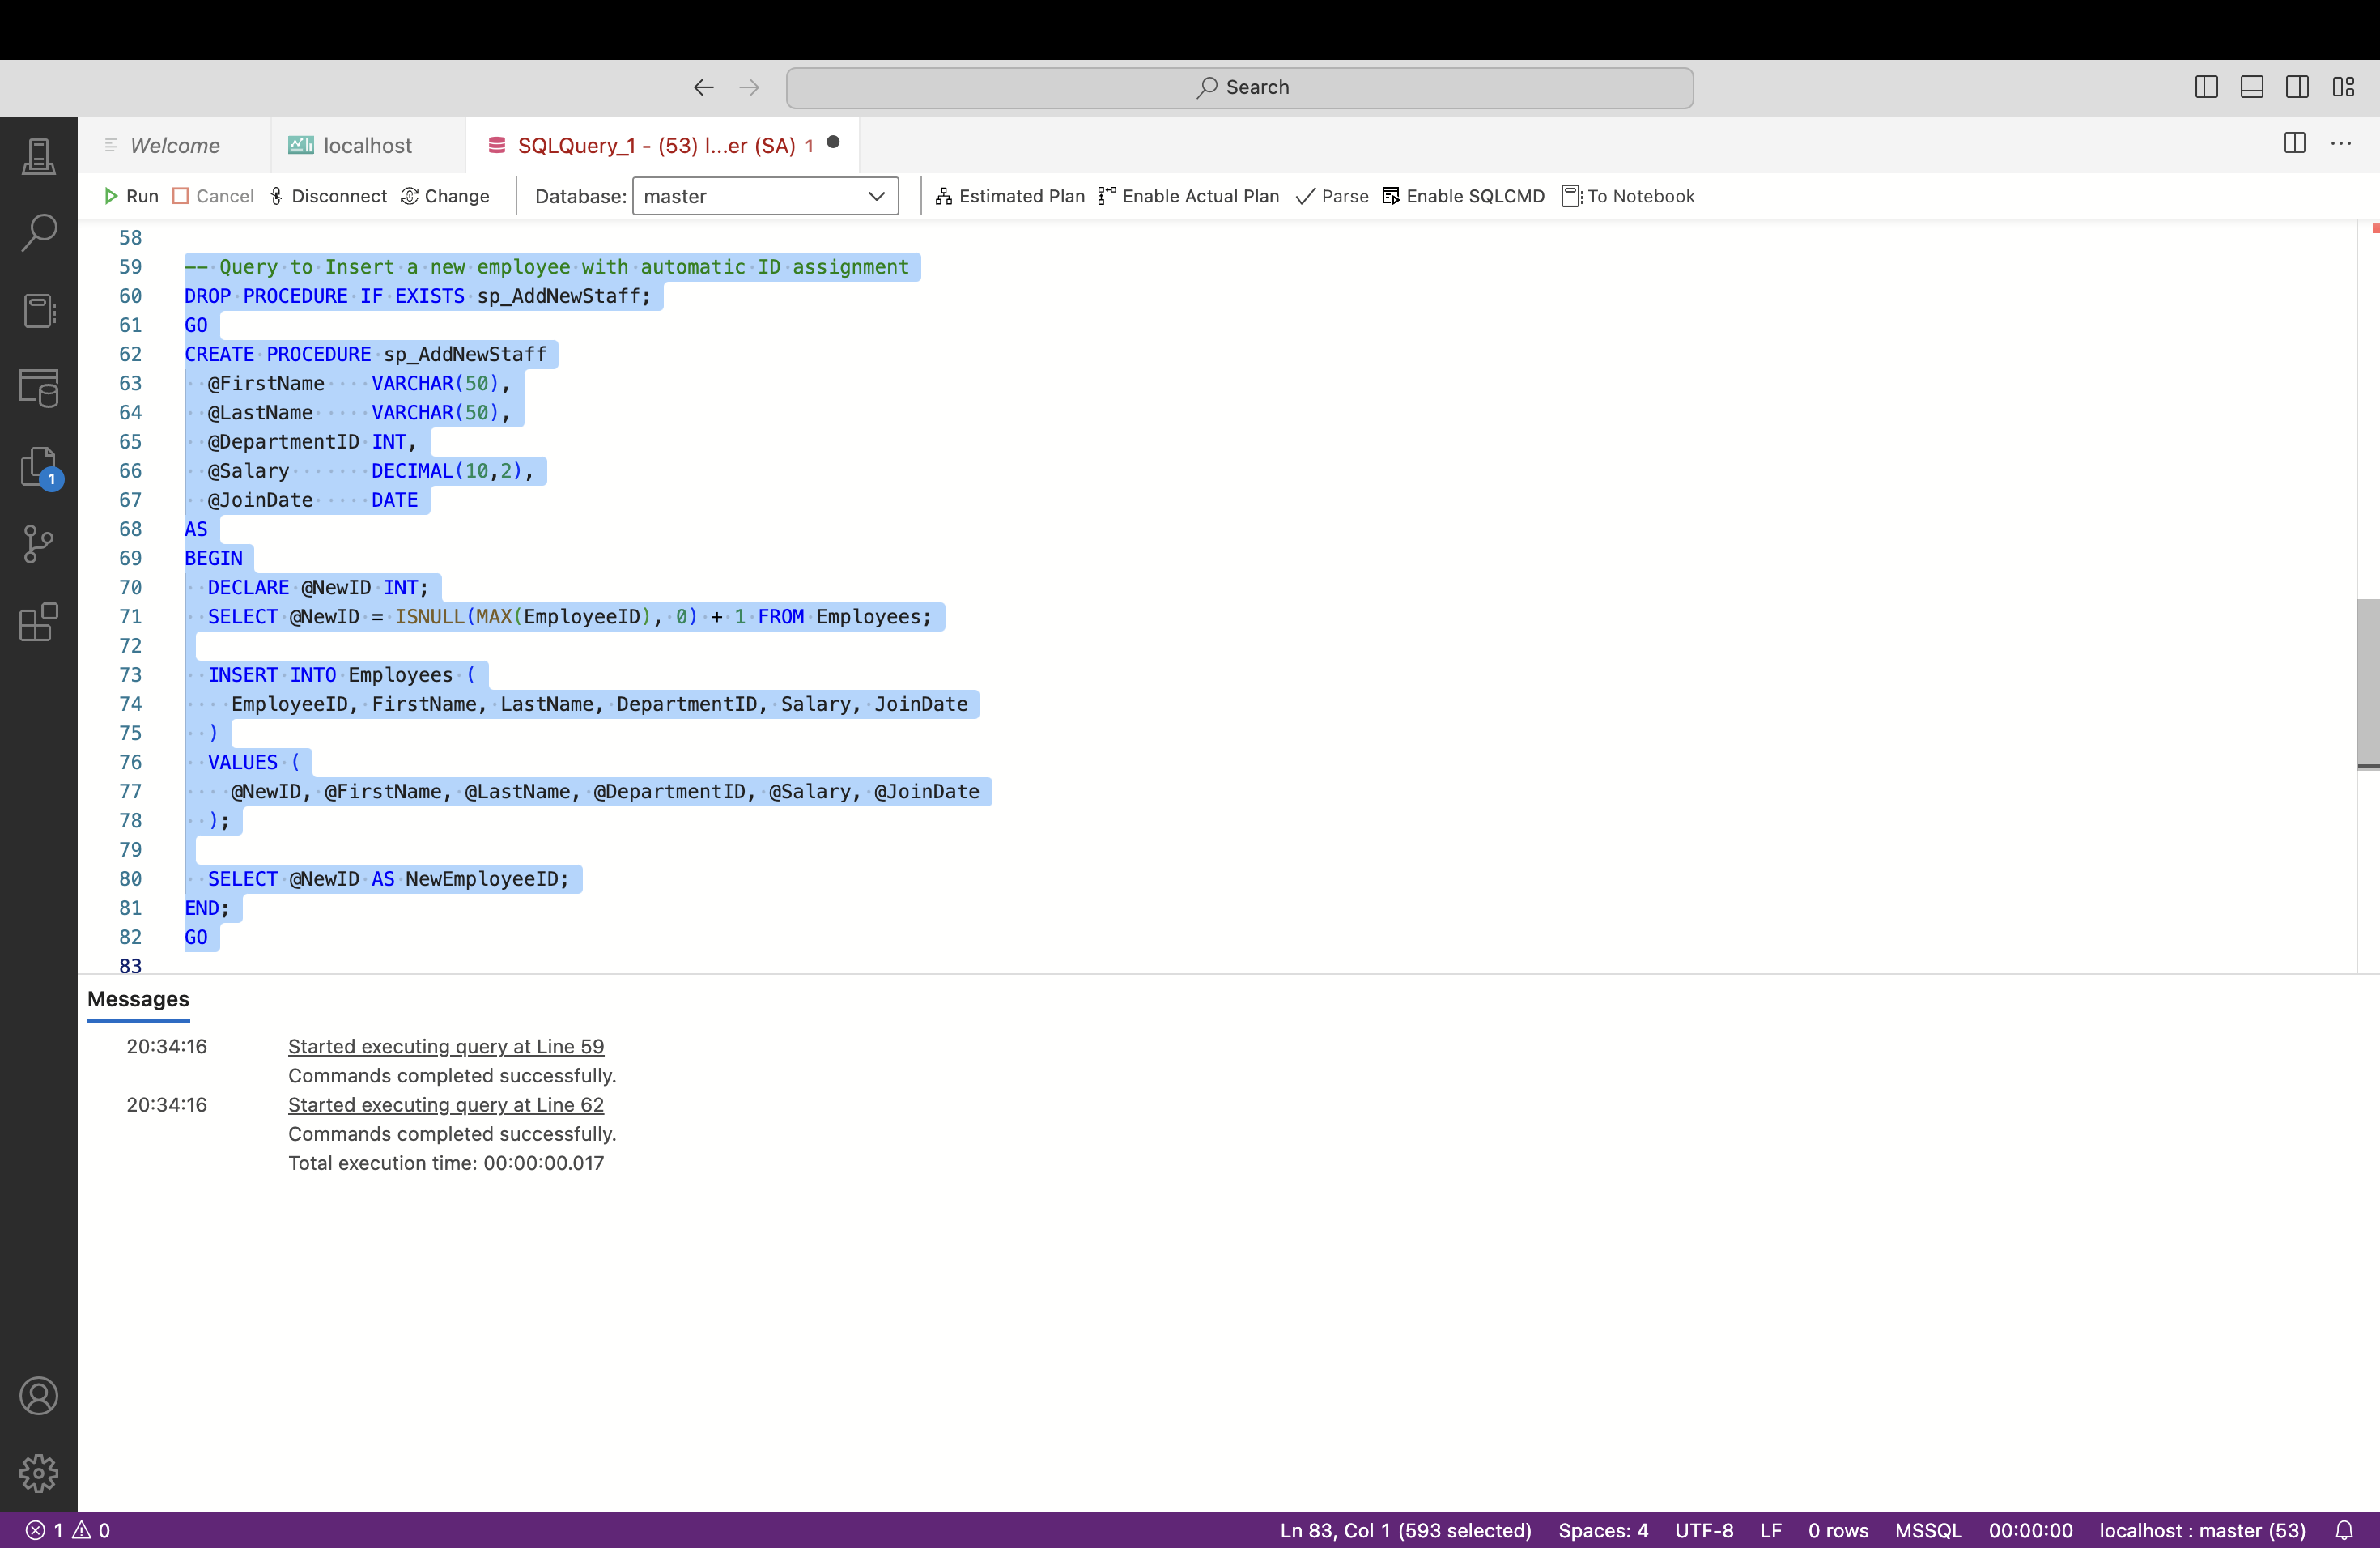 Search
Welcome
localhost
SQLQuery_1 - (53) l...er (SA) 1
Run Cancel Disconnect Change Database: master Estimated Plan Enable Actual Plan Parse Enable SQLCMD To Notebook
58
59 -- Query to Insert a new employee with automatic ID assignment
60 DROP PROCEDURE IF EXISTS sp_AddNewStaff;
61 GO
62 CREATE PROCEDURE sp_AddNewStaff
63   @FirstName    VARCHAR(50),
64   @LastName     VARCHAR(50),
65   @DepartmentID INT,
66   @Salary       DECIMAL(10,2),
67   @JoinDate     DATE
68 AS
69 BEGIN
70   DECLARE @NewID INT;
71   SELECT @NewID = ISNULL(MAX(EmployeeID), 0) + 1 FROM Employees;
72
73   INSERT INTO Employees (
74     EmployeeID, FirstName, LastName, DepartmentID, Salary, JoinDate
75   )
76   VALUES (
77     @NewID, @FirstName, @LastName, @DepartmentID, @Salary, @JoinDate
78   );
79
80   SELECT @NewID AS NewEmployeeID;
81 END;
82 GO
83
1
Messages
20:34:16 Started executing query at Line 59
Commands completed successfully.
20:34:16 Started executing query at Line 62
Commands completed successfully.
Total execution time: 00:00:00.017
1 0 Ln 83, Col 1 (593 selected) Spaces: 4 UTF-8 LF 0 rows MSSQL 00:00:00 localhost : master (53)